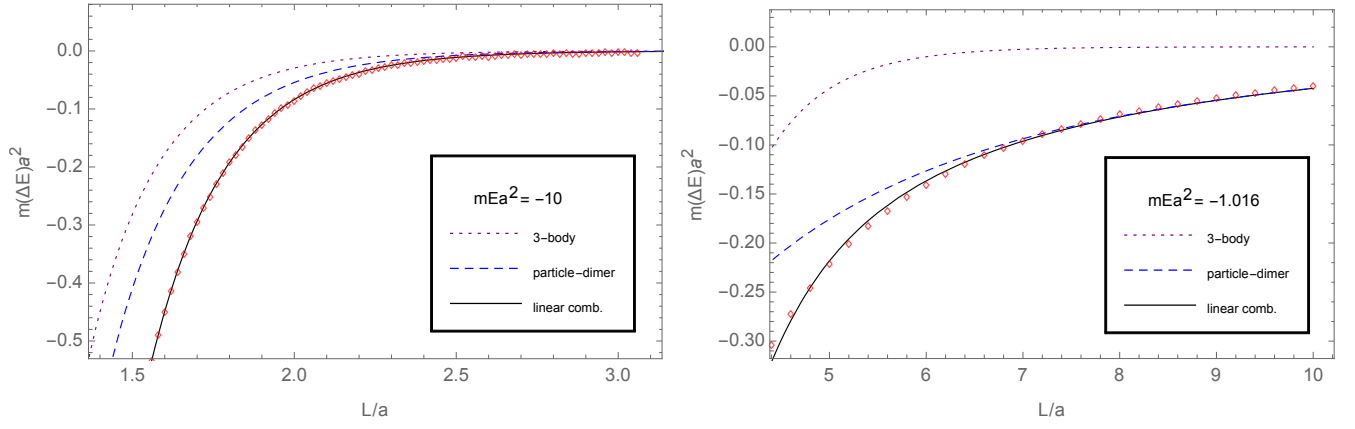 0.0
-0.1
-0.2
-0.3
-0.4
-0.5
m(ΔE)a²
1.5 2.0 2.5 3.0
L/a
mEa² = -10
3-body
particle-dimer
linear comb.
0.00
-0.05
-0.10
-0.15
-0.20
-0.25
-0.30
m(ΔE)a²
5 6 7 8 9 10
L/a
mEa² = -1.016
3-body
particle-dimer
linear comb.